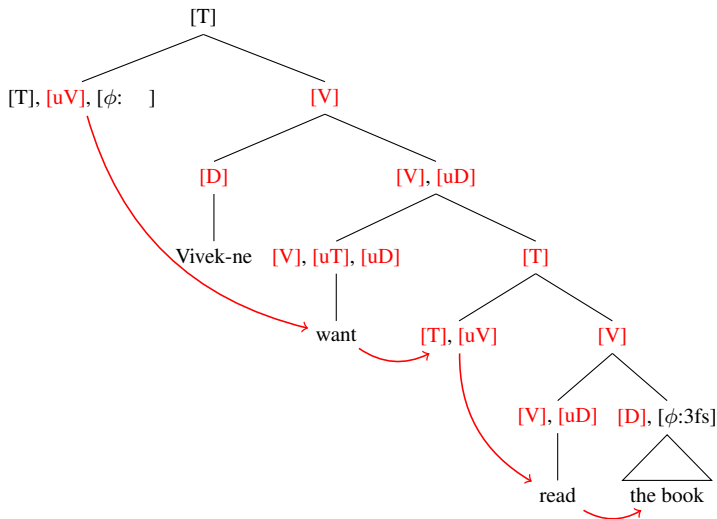 [T]
[T], [uV], [ϕ: ]
[V]
[D]
[V], [uD]
Vivek-ne
[V], [uT], [uD]
[T]
want
[T], [uV]
[V]
[V], [uD]
[D], [ϕ:3fs]
read
the book